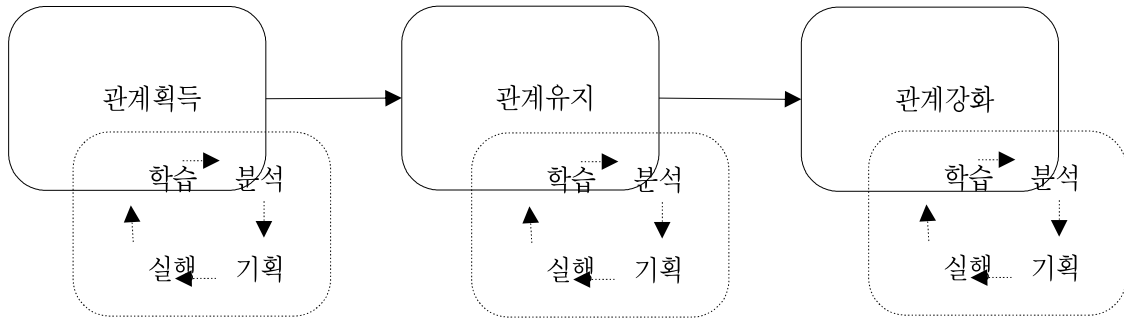 관계획득 관계유지 관계강화
학습 분석 학습 분석 학습 분석
실행 기획 실행 기획 실행 기획